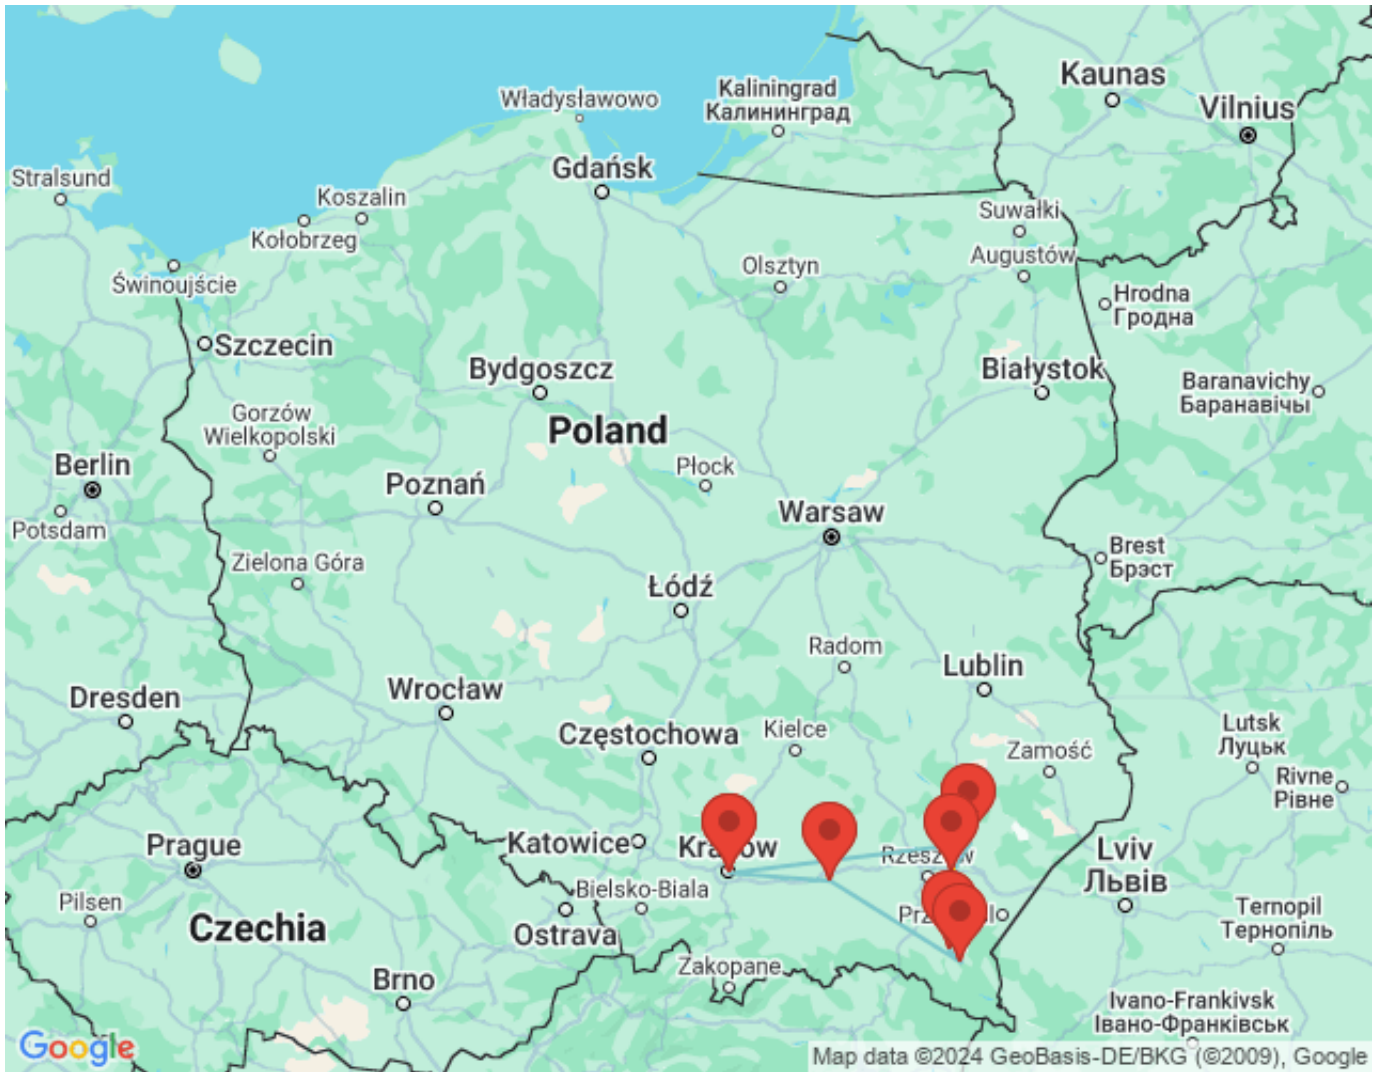 Kaunas
Kaliningrad
Калининград
Vilnius
Władysławowo
Gdańsk
Stralsund
Koszalin
Kołobrzeg
Suwałki
Augustów
Olsztyn
Świnoujście
Hrodna
Гродна
Szczecin
Bydgoszcz
Białystok
Baranavichy
Баранавічы
Gorzów
Wielkopolski
Poland
Berlin
Płock
Poznań
Potsdam
Warsaw
Zielona Góra
Brest
Брэст
Łódź
Radom
Lublin
Dresden
Wrocław
Częstochowa
Kielce
Zamość
Lutsk
Луцьк
Rivne
Рівне
Prague
Katowice
Lviv
Львів
Pilsen
Bielsko-Biala
Czechia
Ostrava
Ternopil
Тернопіль
Zakopane
Brno
Ivano-Frankivsk
Івано-Франківськ
Google
Map data ©2024 GeoBasis-DE/BKG (©2009), Google